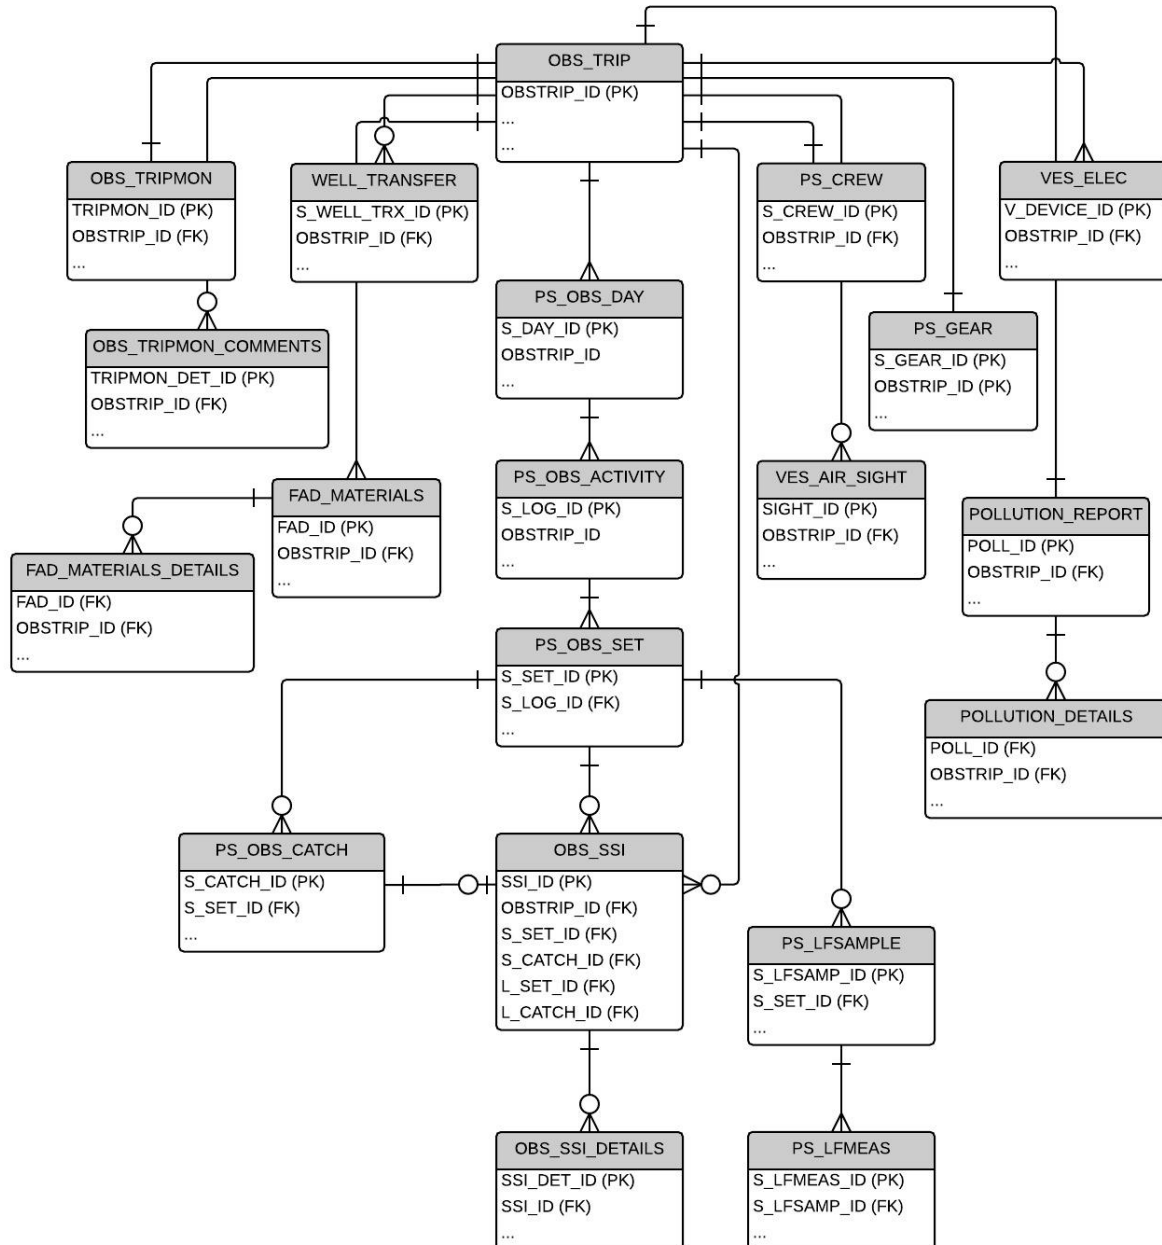 OBS_TRIP
OBSTRIP_ID (PK)
...
...
OBS_TRIPMON
TRIPMON_ID (PK)
OBSTRIP_ID (FK)
...
WELL_TRANSFER
S_WELL_TRX_ID (PK)
OBSTRIP_ID (FK)
...
PS_CREW
S_CREW_ID (PK)
OBSTRIP_ID (FK)
...
VES_ELEC
V_DEVICE_ID (PK)
OBSTRIP_ID (FK)
...
PS_OBS_DAY
S_DAY_ID (PK)
OBSTRIP_ID
...
PS_GEAR
S_GEAR_ID (PK)
OBSTRIP_ID (PK)
...
OBS_TRIPMON_COMMENTS
TRIPMON_DET_ID (PK)
OBSTRIP_ID (FK)
...
PS_OBS_ACTIVITY
S_LOG_ID (PK)
OBSTRIP_ID
...
VES_AIR_SIGHT
SIGHT_ID (PK)
OBSTRIP_ID (FK)
...
FAD_MATERIALS
FAD_ID (PK)
OBSTRIP_ID (FK)
...
POLLUTION_REPORT
POLL_ID (PK)
OBSTRIP_ID (FK)
...
FAD_MATERIALS_DETAILS
FAD_ID (FK)
OBSTRIP_ID (FK)
...
PS_OBS_SET
S_SET_ID (PK)
S_LOG_ID (FK)
...
POLLUTION_DETAILS
POLL_ID (FK)
OBSTRIP_ID (FK)
...
PS_OBS_CATCH
S_CATCH_ID (PK)
S_SET_ID (FK)
...
OBS_SSI
SSI_ID (PK)
OBSTRIP_ID (FK)
S_SET_ID (FK)
S_CATCH_ID (FK)
L_SET_ID (FK)
L_CATCH_ID (FK)
PS_LFSAMPLE
S_LFSAMP_ID (PK)
S_SET_ID (FK)
...
OBS_SSI_DETAILS
SSI_DET_ID (PK)
SSI_ID (FK)
...
PS_LFMEAS
S_LFMEAS_ID (PK)
S_LFSAMP_ID (FK)
...